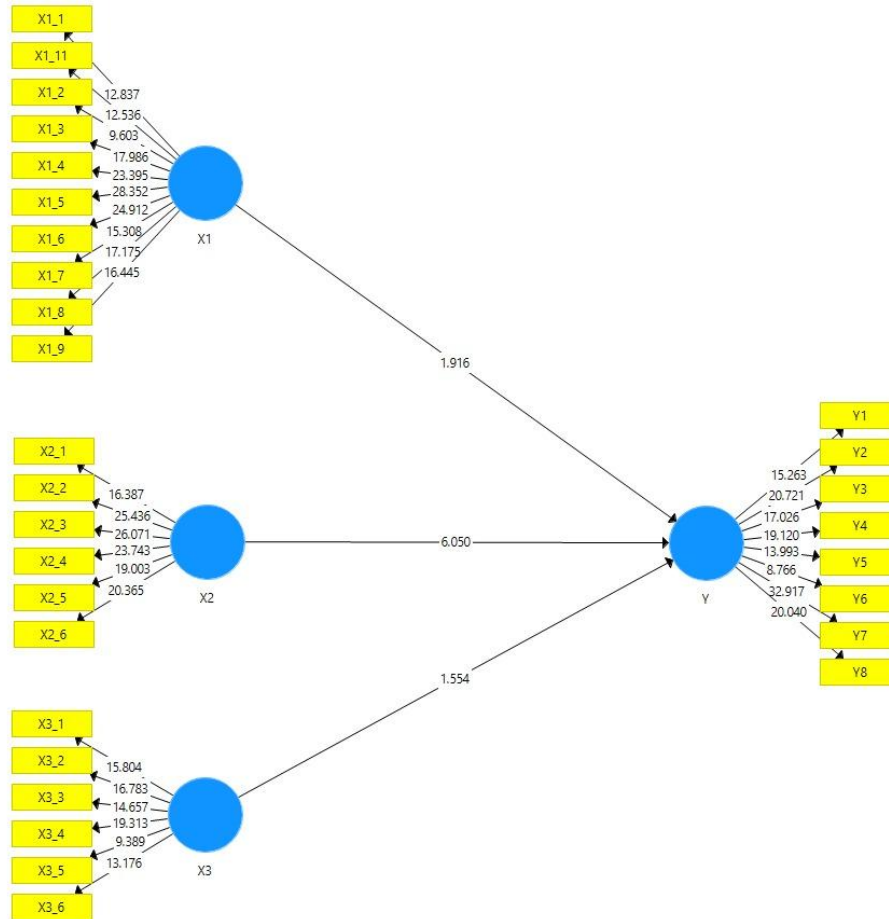 X1_1
X1_11
X1_2
X1_3
X1_4
X1_5
X1_6
X1_7
X1_8
X1_9
12.837
12.536
9.603
17.986
23.395
28.352
24.912
15.308
17.175
16.445
X1
1.916
X2_1
X2_2
X2_3
X2_4
X2_5
X2_6
16.387
25.436
26.071
23.743
19.003
20.365
X2
6.050
X3_1
X3_2
X3_3
X3_4
X3_5
X3_6
15.804
16.783
14.657
19.313
9.389
13.176
X3
1.554
Y
15.263
20.721
17.026
19.120
13.993
8.766
32.917
20.040
Y1
Y2
Y3
Y4
Y5
Y6
Y7
Y8